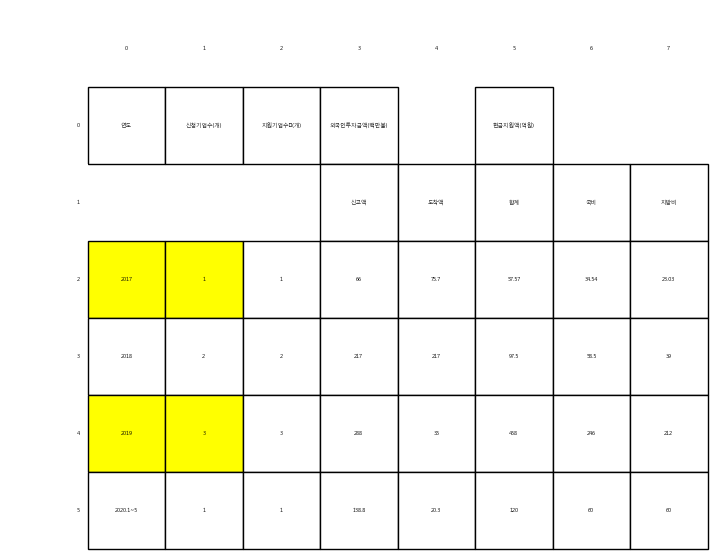 0 1 2 3 4 5 6 7
0 년도 신청기업수(개) 지원기업수D(개) 외국인투자금액(백만불) 현금지원액(억원)
1 신고액 도착액 합계 국비 지방비
2 2017 1 1 66 75.7 57.57 34.54 23.03
3 2018 2 2 217 217 97.5 58.5 39
4 2019 3 3 268 35 458 246 212
5 2020.1~5 1 1 138.8 20.3 120 60 60